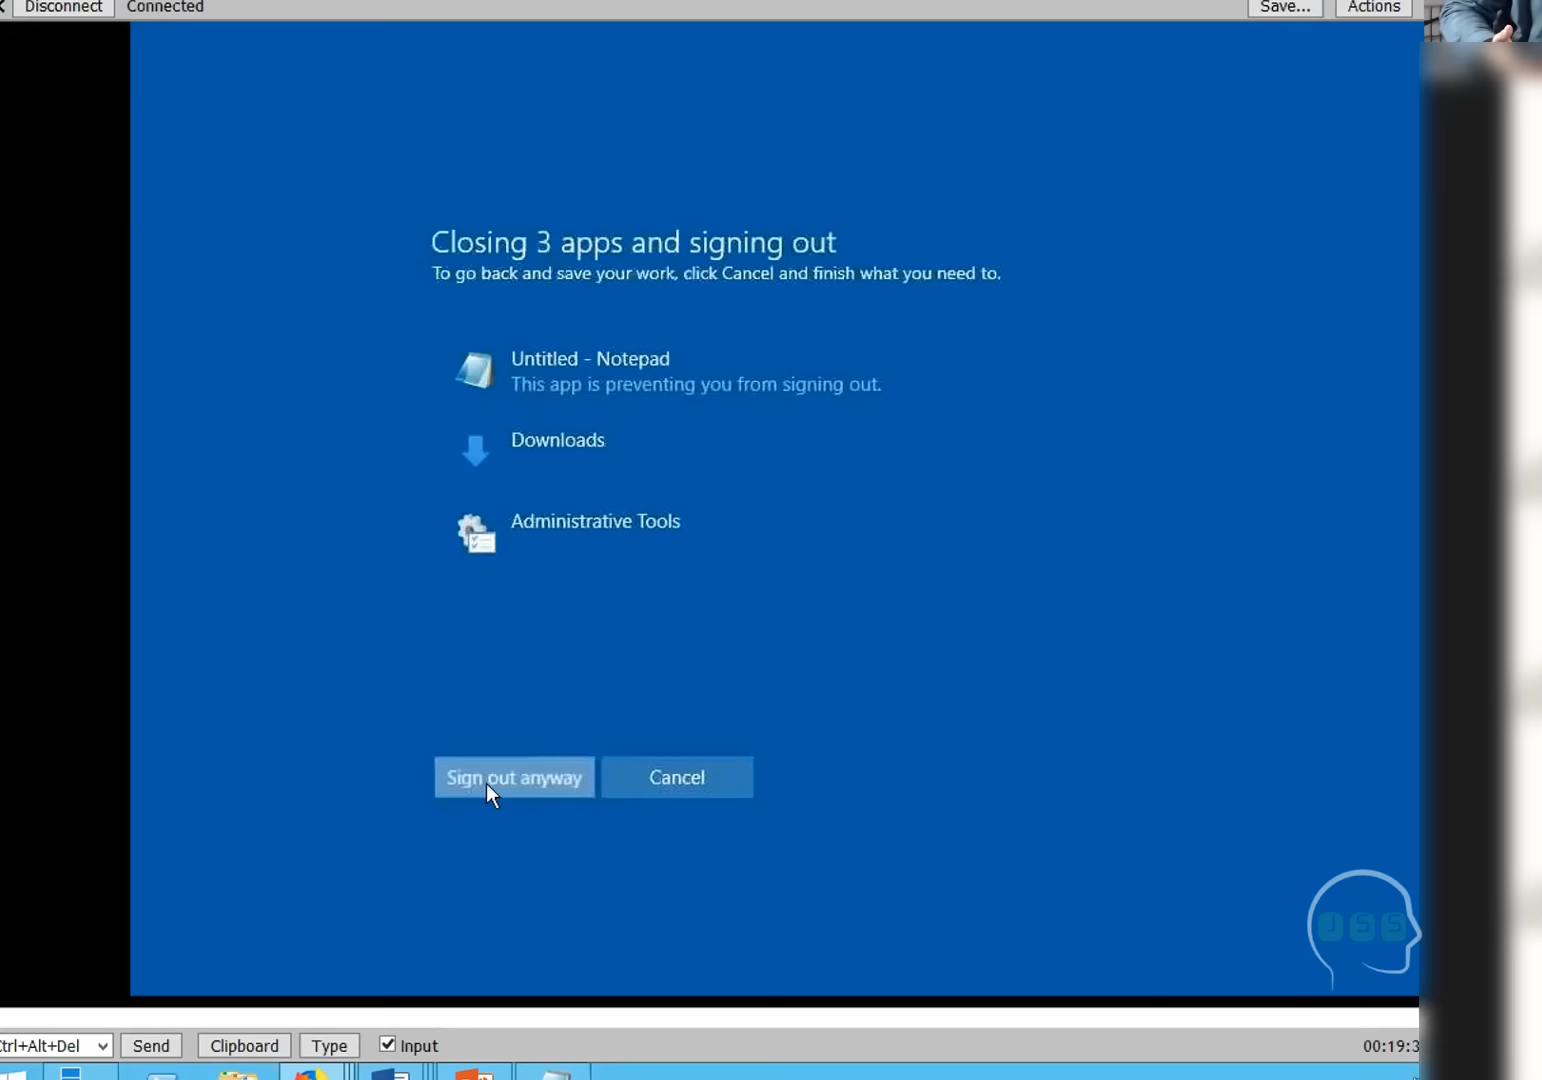 Disconnect Connected Save... Actions
Closing 3 apps and signing out
To go back and save your work, click Cancel and finish what you need to.
Untitled - Notepad
This app is preventing you from signing out.
Downloads
Administrative Tools
Sign out anyway Cancel
JSS
Ctrl+Alt+Del Send Clipboard Type Input 00:19:3